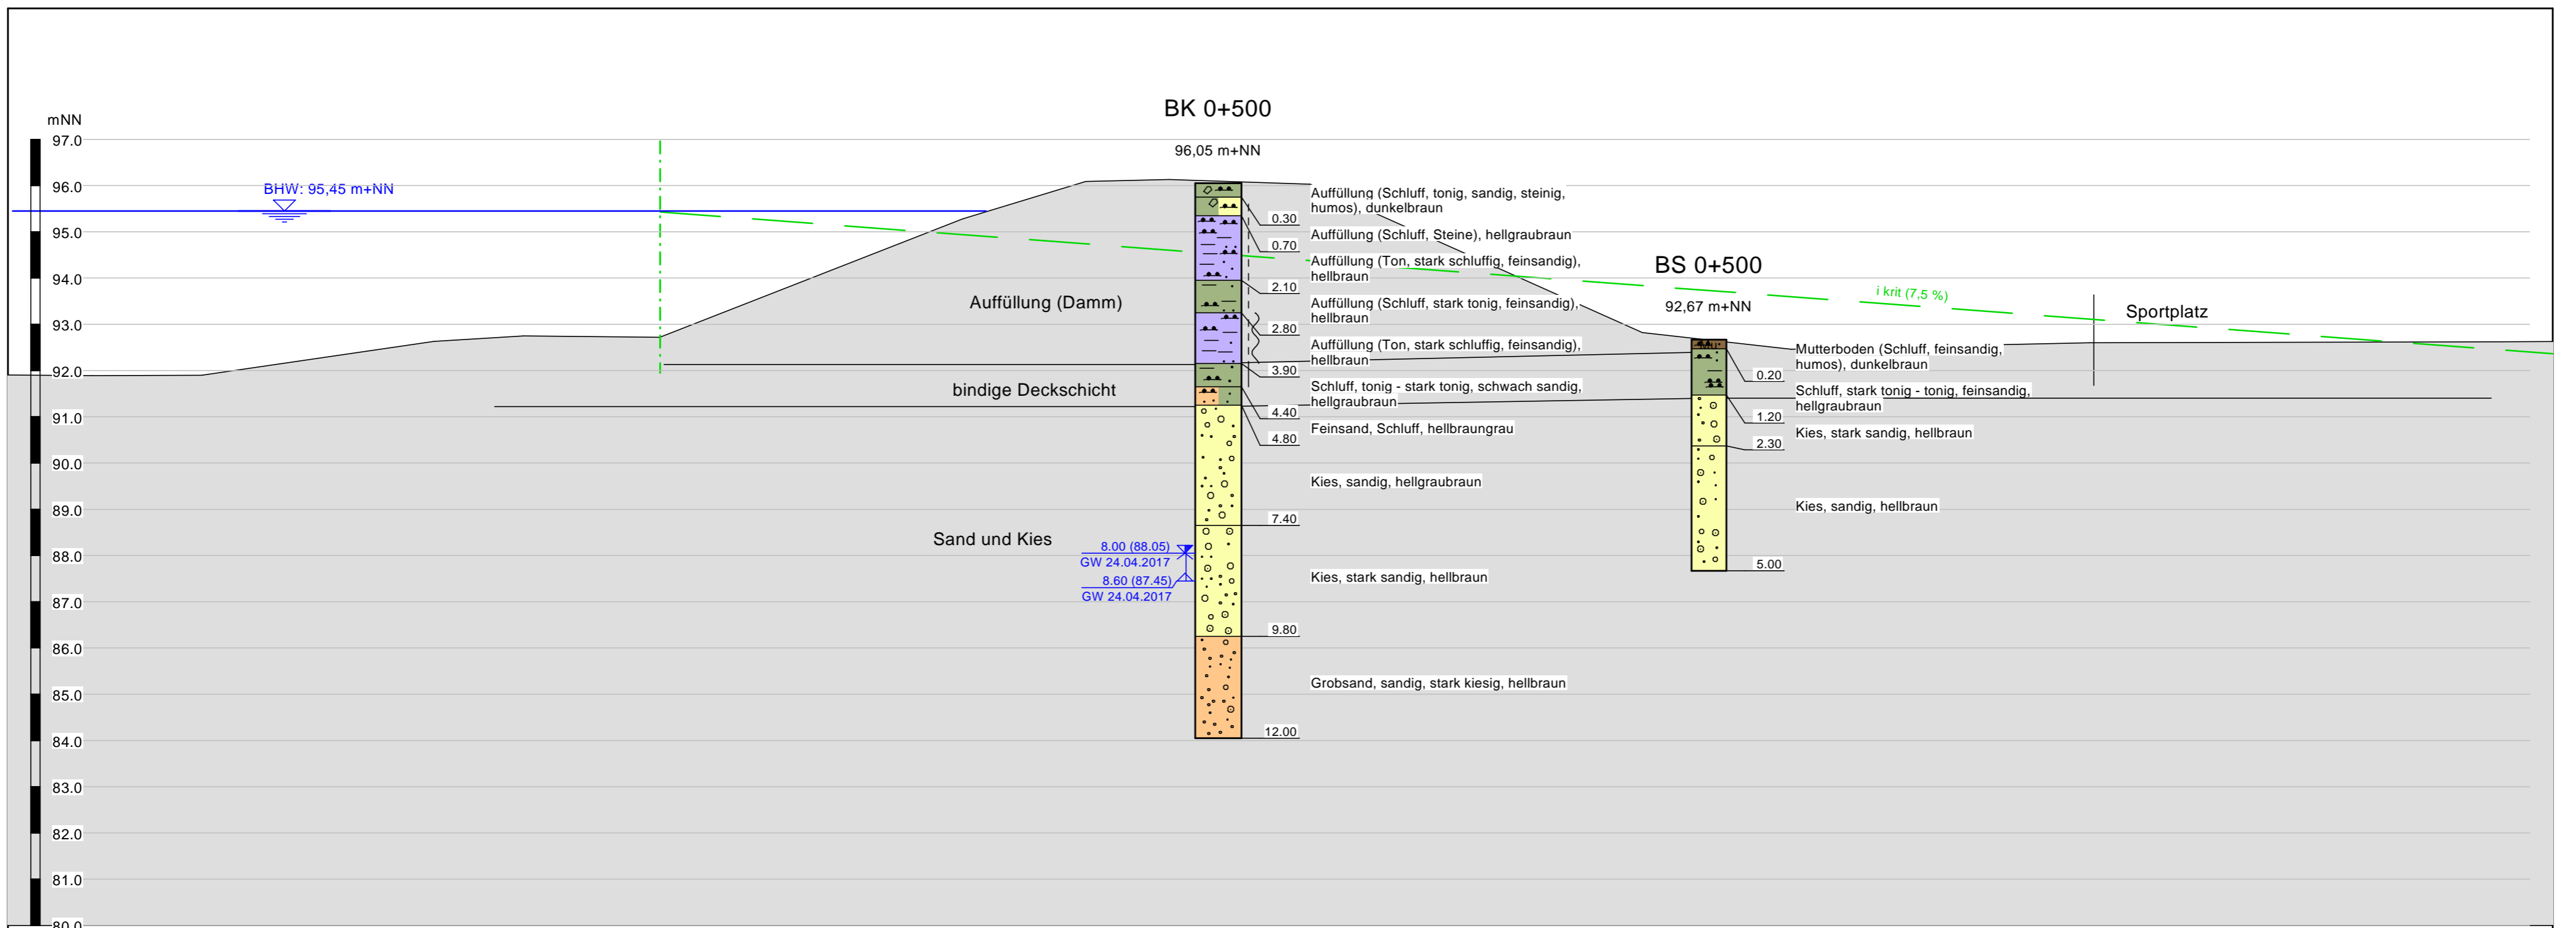 BK 0+500
96,05 m+NN
mNN
97.0
96.0
95.0
94.0
93.0
92.0
91.0
90.0
89.0
88.0
87.0
86.0
85.0
84.0
83.0
82.0
81.0
80.0
BHW: 95,45 m+NN
Auffüllung (Damm)
bindige Deckschicht
Sand und Kies
8.00 (88.05)
GW 24.04.2017
8.60 (87.45)
GW 24.04.2017
0.30
0.70
2.10
2.80
3.90
4.40
4.80
7.40
9.80
12.00
Auffüllung (Schluff, tonig, sandig, steinig,
humos), dunkelbraun
Auffüllung (Schluff, Steine), hellgraubraun
Auffüllung (Ton, stark schluffig, feinsandig),
hellbraun
Auffüllung (Schluff, stark tonig, feinsandig),
hellbraun
Auffüllung (Ton, stark schluffig, feinsandig),
hellbraun
Schluff, tonig - stark tonig, schwach sandig,
hellgraubraun
Feinsand, Schluff, hellbraungrau
Kies, sandig, hellgraubraun
Kies, stark sandig, hellbraun
Grobsand, sandig, stark kiesig, hellbraun
BS 0+500
92,67 m+NN
Mu
0.20
1.20
2.30
5.00
Mutterboden (Schluff, feinsandig,
humos), dunkelbraun
Schluff, stark tonig - tonig, feinsandig,
hellgraubraun
Kies, stark sandig, hellbraun
Kies, sandig, hellbraun
i krit (7,5 %)
Sportplatz